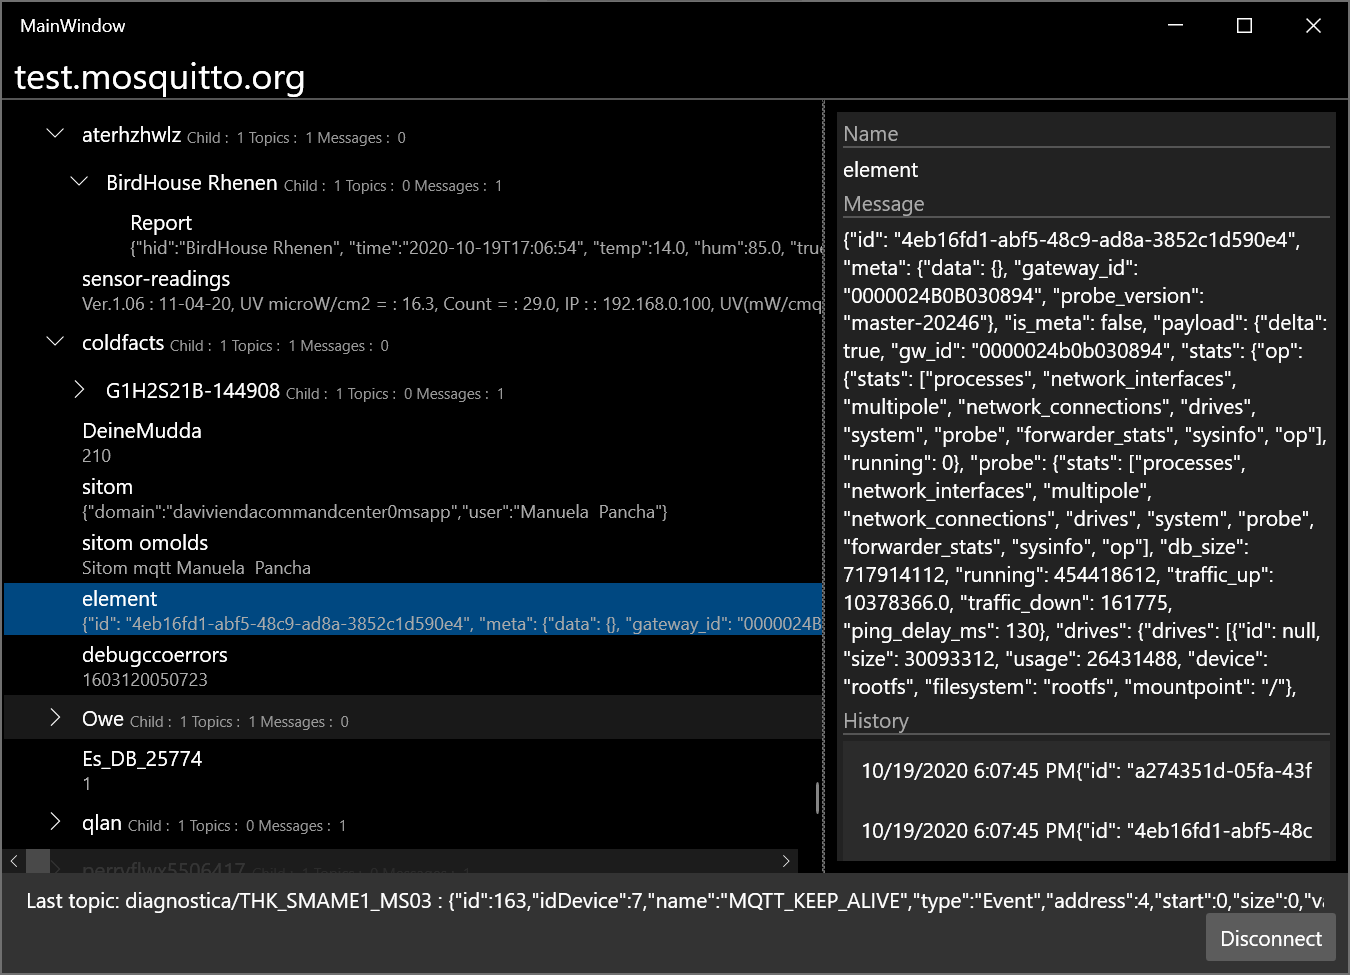 MainWindow
test.mosquitto.org
aterhzhwlz Child : 1 Topics : 1 Messages : 0
BirdHouse Rhenen Child : 1 Topics : 0 Messages : 1
Report
{"hid":"BirdHouse Rhenen", "time":"2020-10-19T17:06:54", "temp":14.0, "hum":85.0, "true
sensor-readings
Ver.1.06 : 11-04-20, UV microW/cm2 = : 16.3, Count = : 29.0, IP : : 192.168.0.100, UV(mW/cmq
coldfacts Child : 1 Topics : 1 Messages : 0
G1H2S21B-144908 Child : 1 Topics : 0 Messages : 1
DeineMudda
210
sitom
{"domain":"daviviendacommandcenter0msapp","user":"Manuela  Pancha"}
sitom omolds
Sitom mqtt Manuela  Pancha
element
{"id": "4eb16fd1-abf5-48c9-ad8a-3852c1d590e4", "meta": {"data": {}, "gateway_id": "0000024B
debugccoerrors
1603120050723
Owe Child : 1 Topics : 1 Messages : 0
Es_DB_25774
1
qlan Child : 1 Topics : 0 Messages : 1
perryflwx5506417 Child : 1 Topics : 0 Messages : 1
Name
element
Message
{"id": "4eb16fd1-abf5-48c9-ad8a-3852c1d590e4",
"meta": {"data": {}, "gateway_id":
"0000024B0B030894", "probe_version":
"master-20246"}, "is_meta": false, "payload": {"delta":
true, "gw_id": "0000024b0b030894", "stats": {"op":
{"stats": ["processes", "network_interfaces",
"multipole", "network_connections", "drives",
"system", "probe", "forwarder_stats", "sysinfo", "op"],
"running": 0}, "probe": {"stats": ["processes",
"network_interfaces", "multipole",
"network_connections", "drives", "system", "probe",
"forwarder_stats", "sysinfo", "op"], "db_size":
717914112, "running": 454418612, "traffic_up":
10378366.0, "traffic_down": 161775,
"ping_delay_ms": 130}, "drives": {"drives": [{"id": null,
"size": 30093312, "usage": 26431488, "device":
"rootfs", "filesystem": "rootfs", "mountpoint": "/"},
History
10/19/2020 6:07:45 PM{"id": "a274351d-05fa-43f
10/19/2020 6:07:45 PM{"id": "4eb16fd1-abf5-48c
Last topic: diagnostica/THK_SMAME1_MS03 : {"id":163,"idDevice":7,"name":"MQTT_KEEP_ALIVE","type":"Event","address":4,"start":0,"size":0,"va
Disconnect